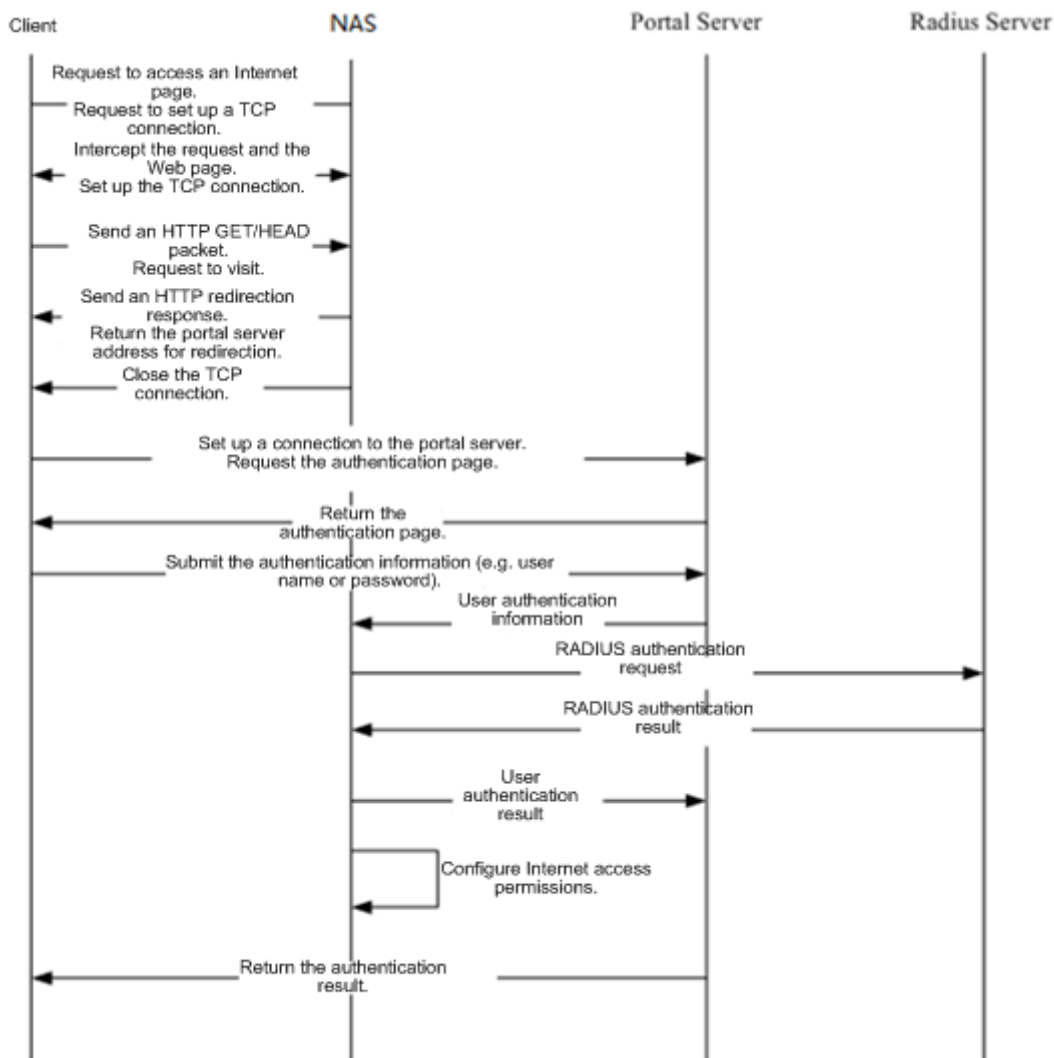 Client
NAS
Portal Server
Radius Server
Request to access an Internet
page.
Request to set up a TCP
connection.
Intercept the request and the
Web page.
Set up the TCP connection.
Send an HTTP GET/HEAD
packet.
Request to visit.
Send an HTTP redirection
response.
Return the portal server
address for redirection.
Close the TCP
connection.
Set up a connection to the portal server.
Request the authentication page.
Return the
authentication page.
Submit the authentication information (e.g. user
name or password).
User authentication
information
RADIUS authentication
request
RADIUS authentication
result
User
authentication
result
Configure Internet access
permissions.
Return the authentication
result.